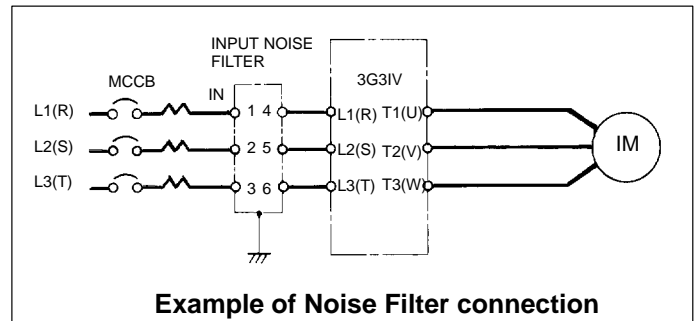 INPUT NOISE
FILTER
MCCB
IN
3G3IV
L1(R)
1 4
L1(R) T1(U)
L2(S)
2 5
L2(S) T2(V)
IM
L3(T)
3 6
L3(T) T3(W)
Example of Noise Filter connection